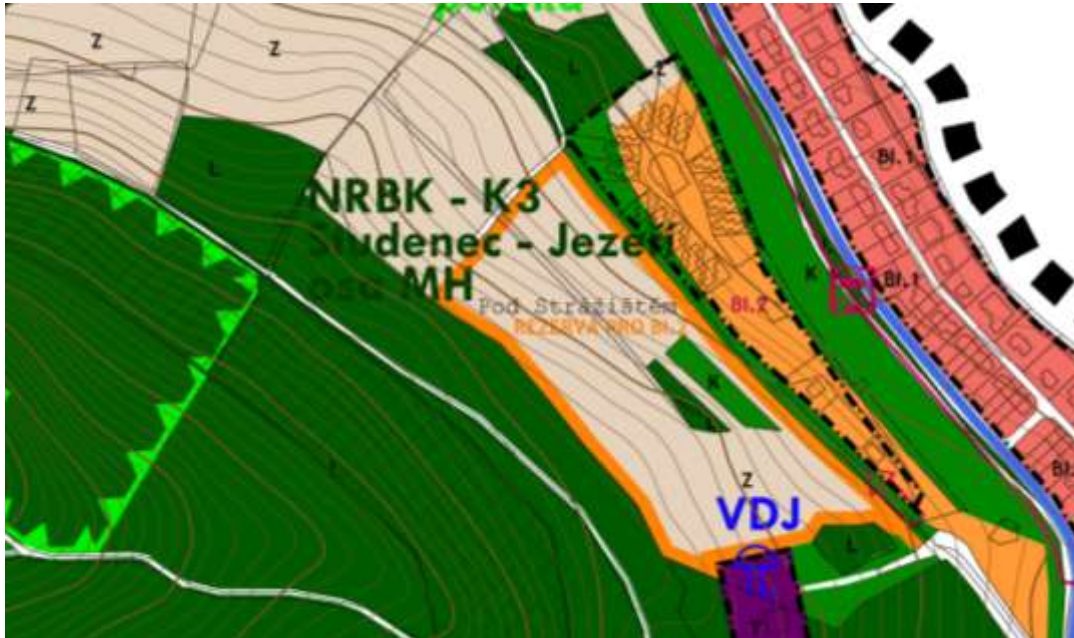 Z
Z
Z
Z
L
L
NRBK - K3
Studenec - Jezeří
osa MH
Pod Strážištěm
REZERVA PRO BI.2
BI.2
BI.1
K
BI.1
K
Z
VDJ
L